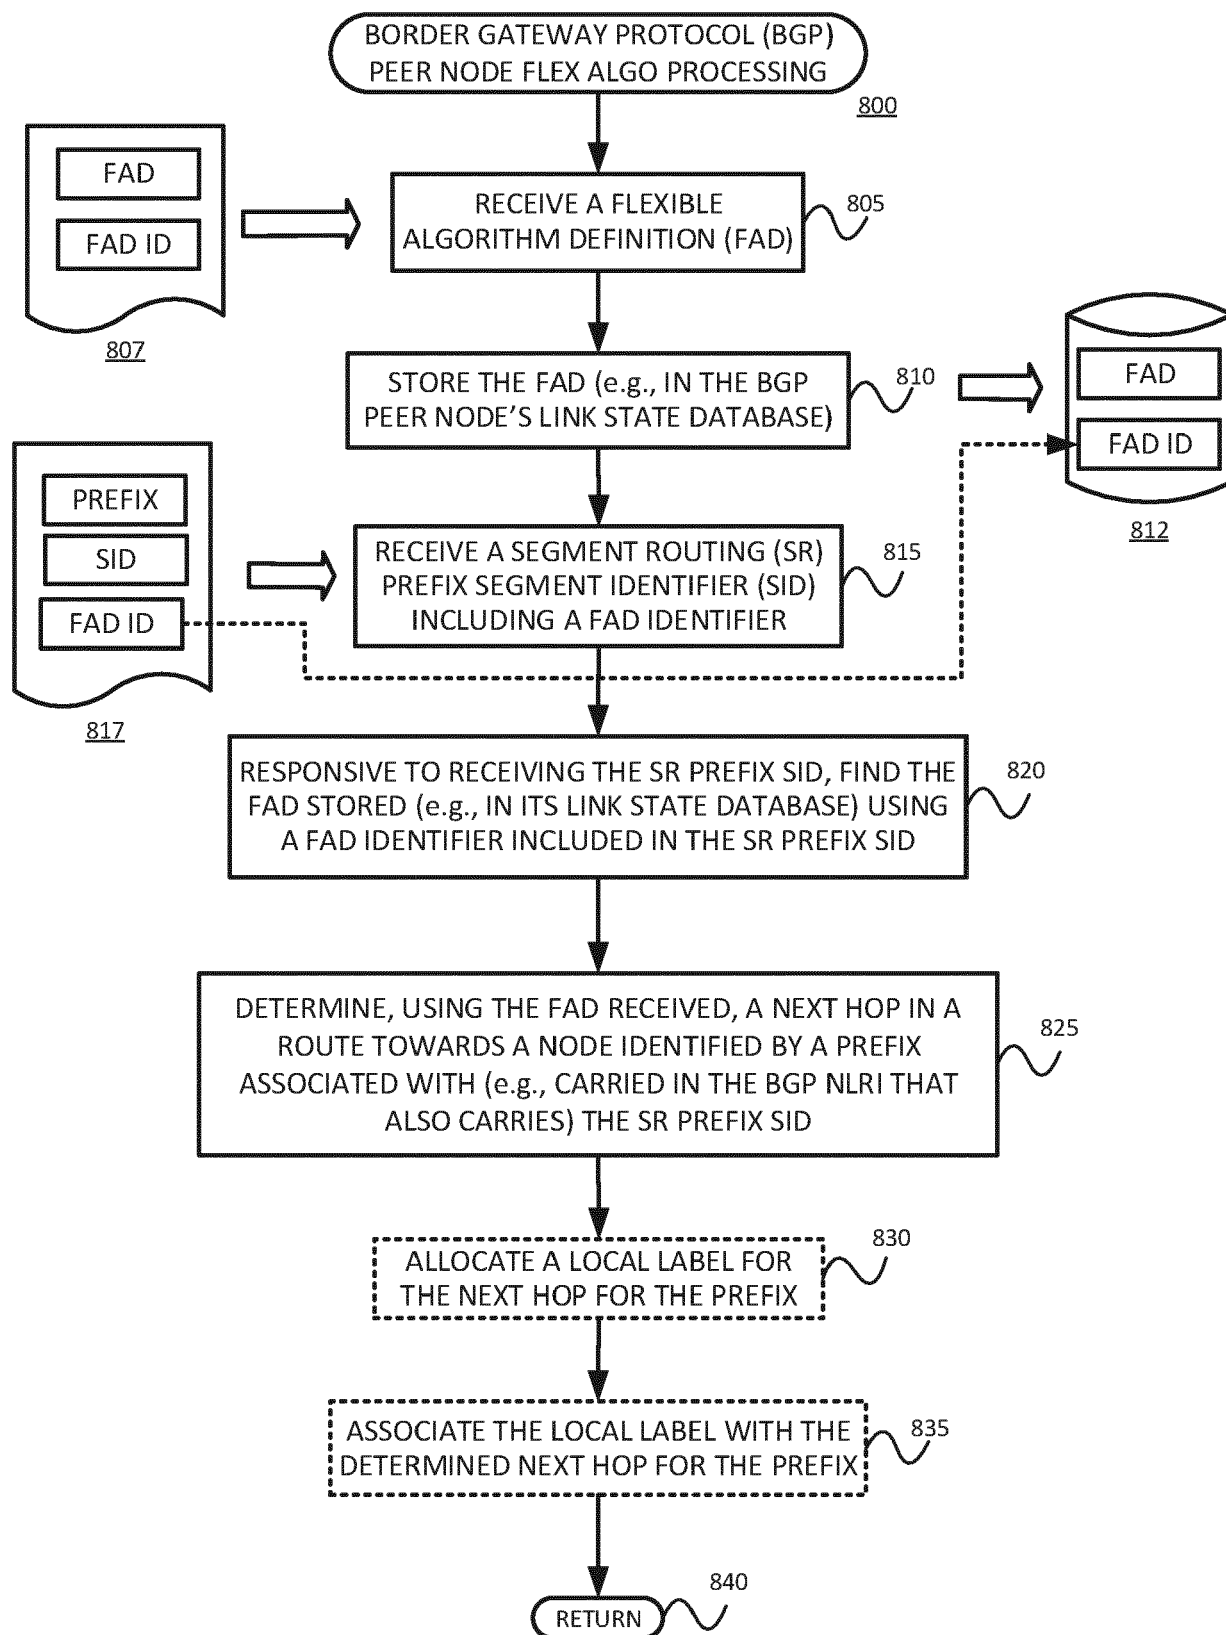 BORDER GATEWAY PROTOCOL (BGP)
PEER NODE FLEX ALGO PROCESSING
800
FAD
FAD ID
807
RECEIVE A FLEXIBLE
ALGORITHM DEFINITION (FAD)
805
STORE THE FAD (e.g., IN THE BGP
PEER NODE'S LINK STATE DATABASE)
810
FAD
FAD ID
812
PREFIX
SID
FAD ID
817
RECEIVE A SEGMENT ROUTING (SR)
PREFIX SEGMENT IDENTIFIER (SID)
INCLUDING A FAD IDENTIFIER
815
RESPONSIVE TO RECEIVING THE SR PREFIX SID, FIND THE
FAD STORED (e.g., IN ITS LINK STATE DATABASE) USING
A FAD IDENTIFIER INCLUDED IN THE SR PREFIX SID
820
DETERMINE, USING THE FAD RECEIVED, A NEXT HOP IN A
ROUTE TOWARDS A NODE IDENTIFIED BY A PREFIX
ASSOCIATED WITH (e.g., CARRIED IN THE BGP NLRI THAT
ALSO CARRIES) THE SR PREFIX SID
825
ALLOCATE A LOCAL LABEL FOR
THE NEXT HOP FOR THE PREFIX
830
ASSOCIATE THE LOCAL LABEL WITH THE
DETERMINED NEXT HOP FOR THE PREFIX
835
RETURN
840